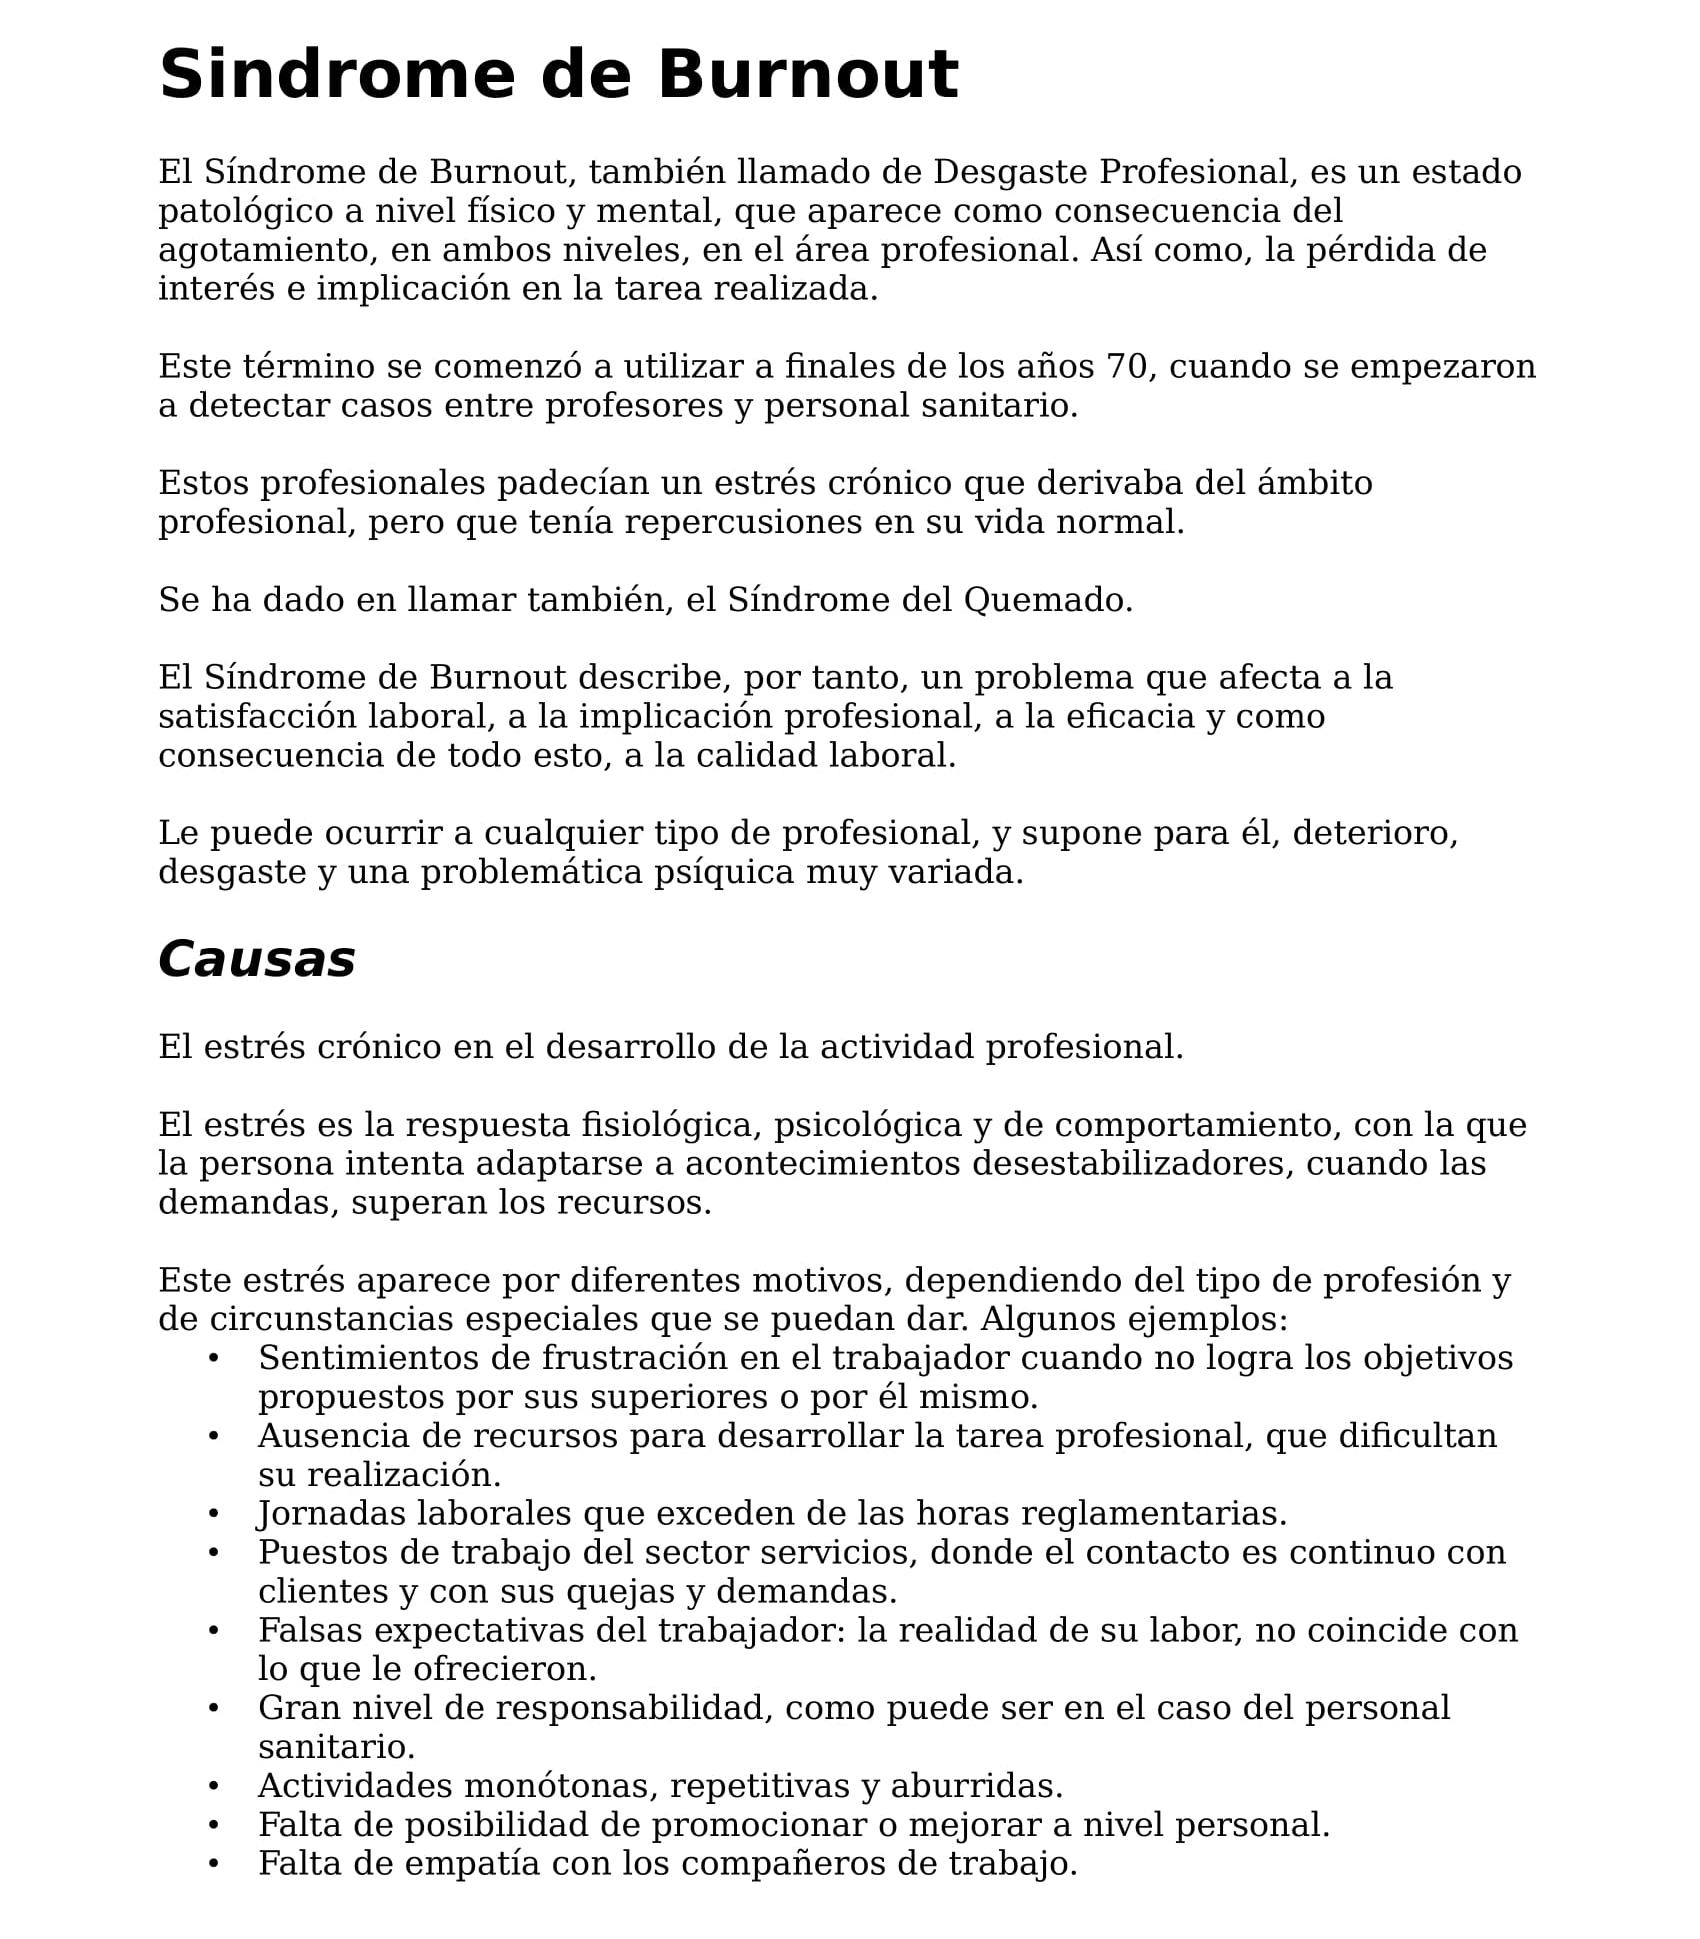 Sindrome de Burnout
El Síndrome de Burnout, también llamado de Desgaste Profesional, es un estado
patológico a nivel físico y mental, que aparece como consecuencia del
agotamiento, en ambos niveles, en el área profesional. Así como, la pérdida de
interés e implicación en la tarea realizada.
Este término se comenzó a utilizar a finales de los años 70, cuando se empezaron
a detectar casos entre profesores y personal sanitario.
Estos profesionales padecían un estrés crónico que derivaba del ámbito
profesional, pero que tenía repercusiones en su vida normal.
Se ha dado en llamar también, el Síndrome del Quemado.
El Síndrome de Burnout describe, por tanto, un problema que afecta a la
satisfacción laboral, a la implicación profesional, a la eficacia y como
consecuencia de todo esto, a la calidad laboral.
Le puede ocurrir a cualquier tipo de profesional, y supone para él, deterioro,
desgaste y una problemática psíquica muy variada.
Causas
El estrés crónico en el desarrollo de la actividad profesional.
El estrés es la respuesta fisiológica, psicológica y de comportamiento, con la que
la persona intenta adaptarse a acontecimientos desestabilizadores, cuando las
demandas, superan los recursos.
Este estrés aparece por diferentes motivos, dependiendo del tipo de profesión y
de circunstancias especiales que se puedan dar. Algunos ejemplos:
• Sentimientos de frustración en el trabajador cuando no logra los objetivos
propuestos por sus superiores o por él mismo.
• Ausencia de recursos para desarrollar la tarea profesional, que dificultan
su realización.
• Jornadas laborales que exceden de las horas reglamentarias.
• Puestos de trabajo del sector servicios, donde el contacto es continuo con
clientes y con sus quejas y demandas.
• Falsas expectativas del trabajador: la realidad de su labor, no coincide con
lo que le ofrecieron.
• Gran nivel de responsabilidad, como puede ser en el caso del personal
sanitario.
• Actividades monótonas, repetitivas y aburridas.
• Falta de posibilidad de promocionar o mejorar a nivel personal.
• Falta de empatía con los compañeros de trabajo.